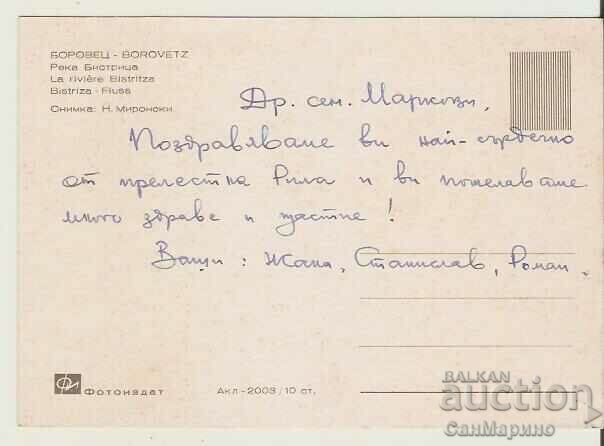 БОРОВЕЦ - BOROVETZ
Река Бистрица
La rivière Bistritza
Bistriza - Fluss
Снимка: Н. Миронски
Др. сем. Маркови,
Поздравяваме ви най-сърдечно
от прелестна Рила и ви пожелаваме
много здраве и щастие!
Ваши: Жана, Станислав, Роман.
Фотоиздат
Акл-2003/10 ст.
BALKAN
auction
СанМарино